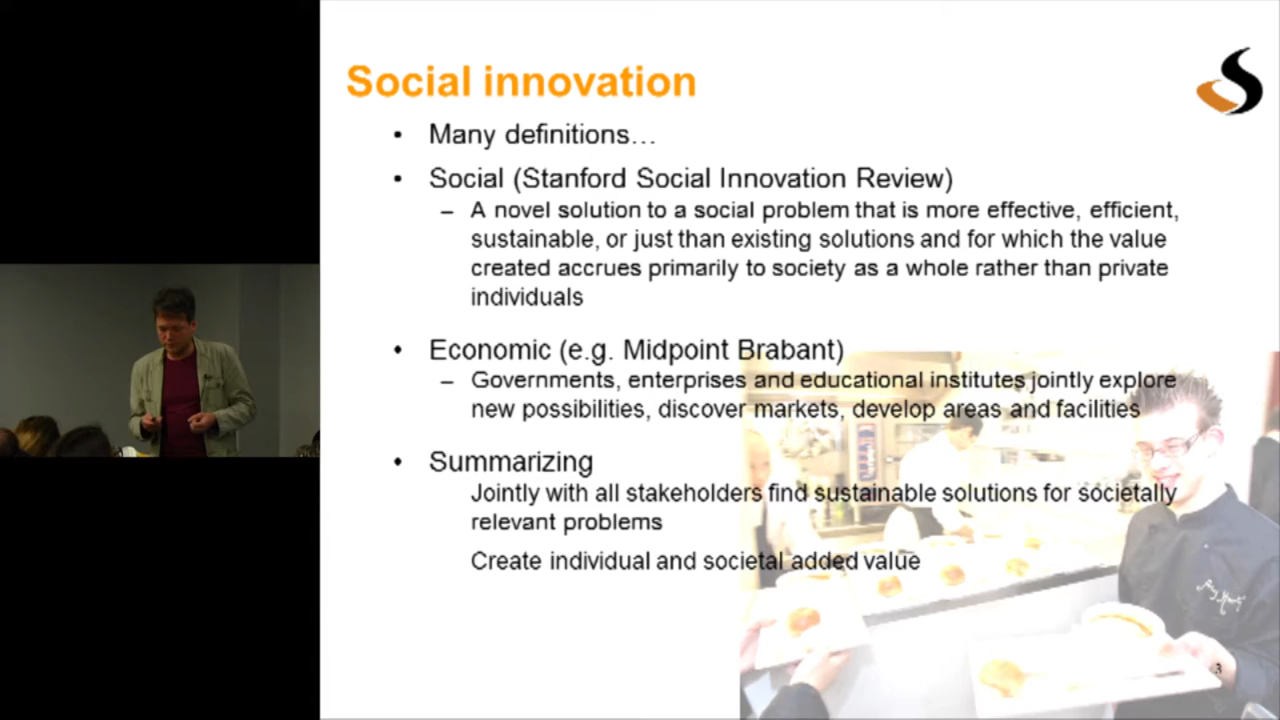 Social innovation
• Many definitions…
• Social (Stanford Social Innovation Review)
– A novel solution to a social problem that is more effective, efficient,
sustainable, or just than existing solutions and for which the value
created accrues primarily to society as a whole rather than private
individuals
• Economic (e.g. Midpoint Brabant)
– Governments, enterprises and educational institutes jointly explore
new possibilities, discover markets, develop areas and facilities
• Summarizing
Jointly with all stakeholders find sustainable solutions for societally
relevant problems
Create individual and societal added value
3